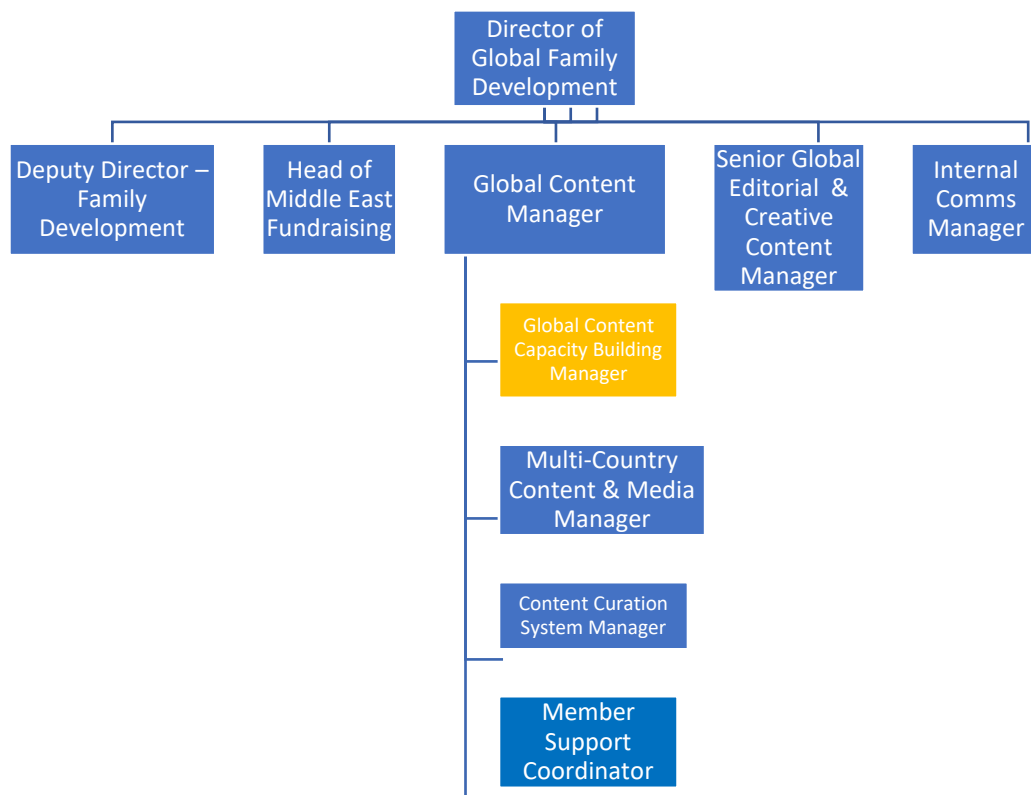 Director of
Global Family
Development
Deputy Director –
Family
Development
Head of
Middle East
Fundraising
Global Content
Manager
Senior Global
Editorial & 
Creative
Content
Manager
Internal
Comms
Manager
Global Content
Capacity Building
Manager
Multi-Country
Content & Media
Manager
Content Curation
System Manager
Member
Support
Coordinator